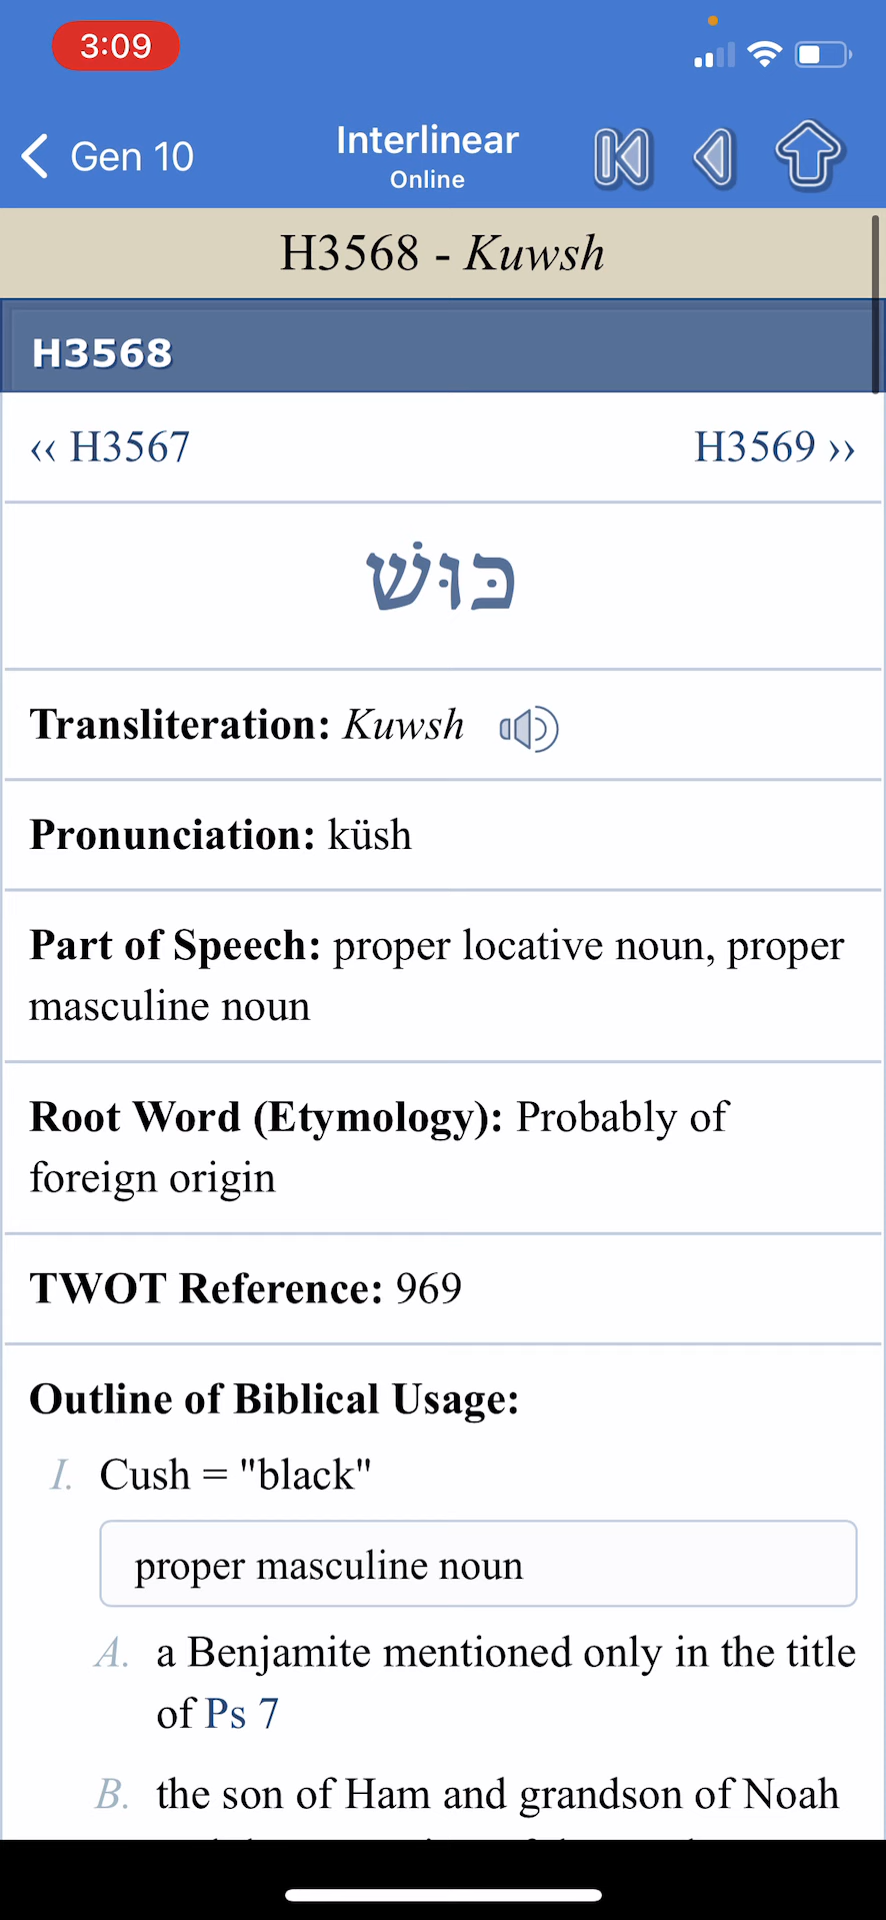 3:09
Gen 10
Interlinear
Online
H3568 - Kuwsh
H3568
‹‹ H3567
H3569 ››
כּוּשׁ
Transliteration: Kuwsh
Pronunciation: küsh
Part of Speech: proper locative noun, proper
masculine noun
Root Word (Etymology): Probably of
foreign origin
TWOT Reference: 969
Outline of Biblical Usage:
I. Cush = "black"
proper masculine noun
A. a Benjamite mentioned only in the title
of Ps 7
B. the son of Ham and grandson of Noah